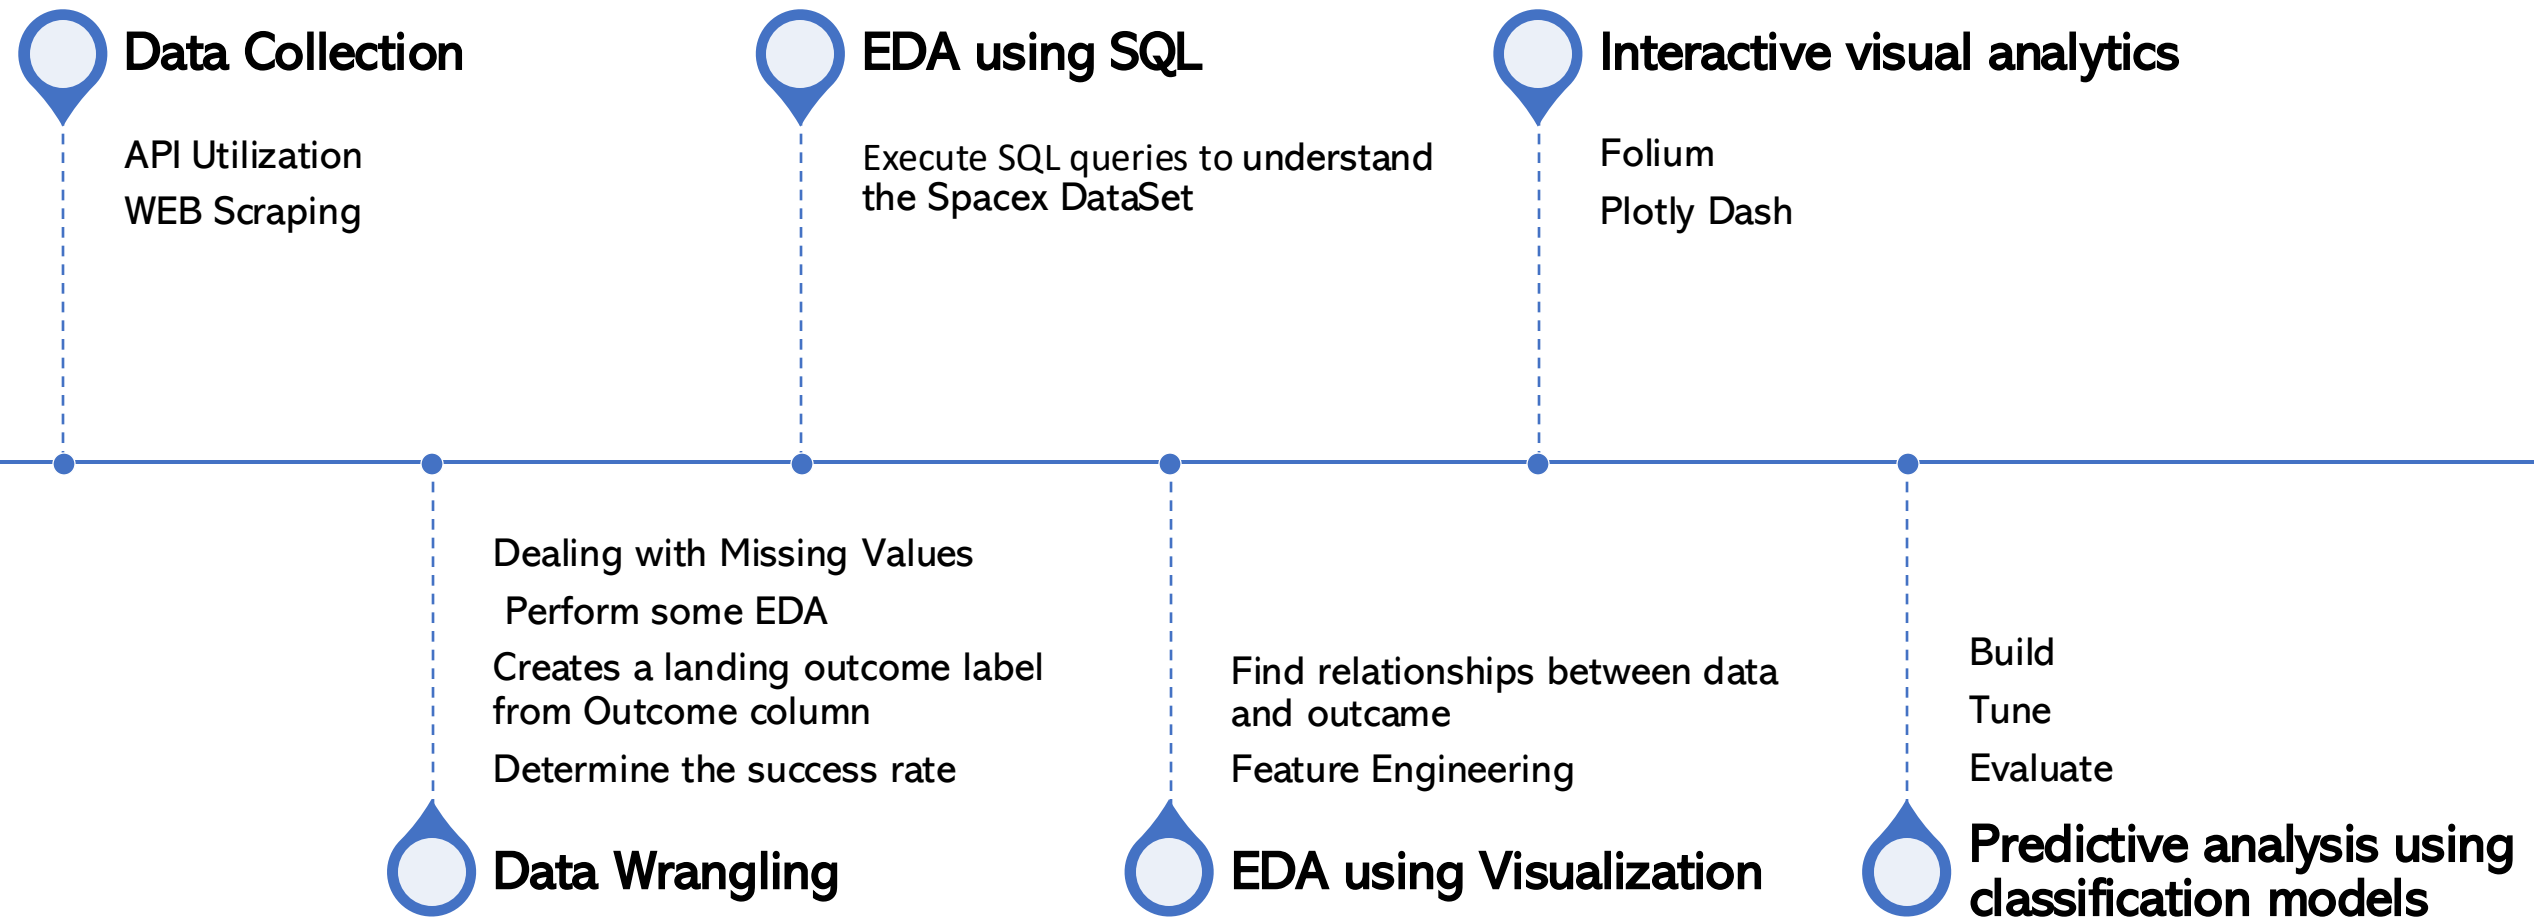 Data Collection
API Utilization
WEB Scraping
Dealing with Missing Values
Perform some EDA
Creates a landing outcome label
from Outcome column
Determine the success rate
Data Wrangling
EDA using SQL
Execute SQL queries to understand
the Spacex DataSet
Find relationships between data
and outcame
Feature Engineering
EDA using Visualization
Interactive visual analytics
Folium
Plotly Dash
Build
Tune
Evaluate
Predictive analysis using
classification models